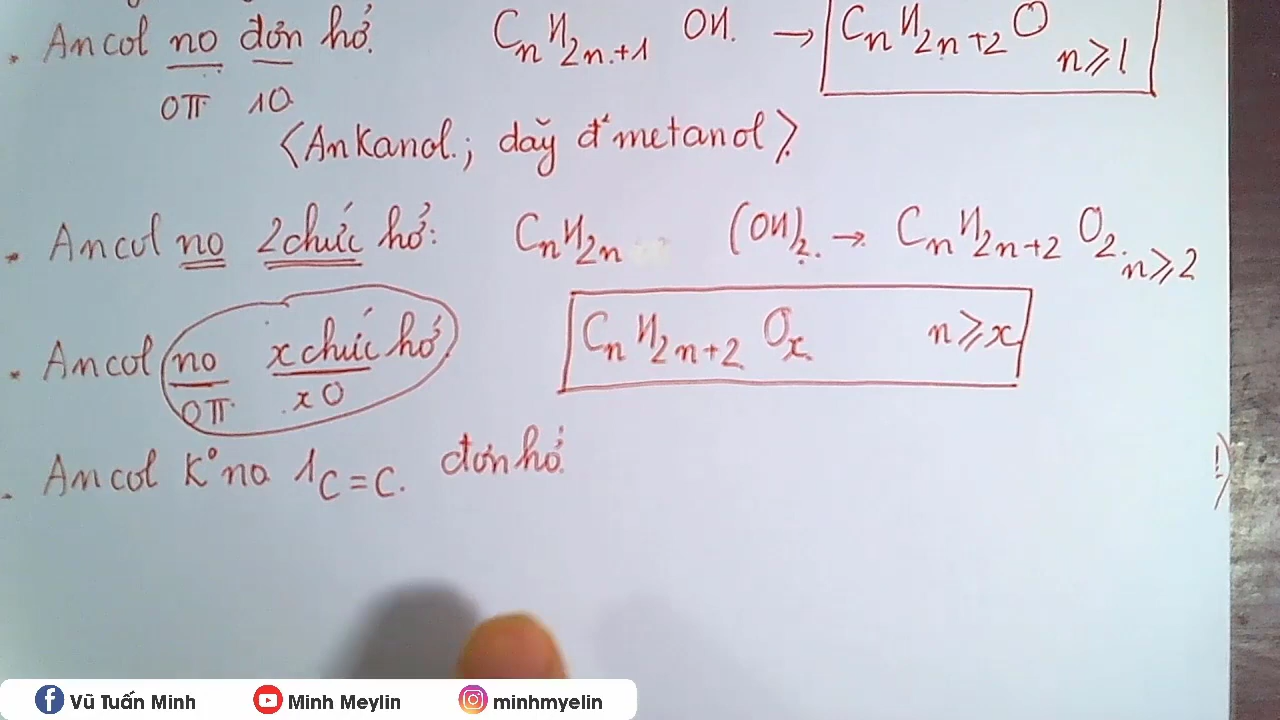 . Ancol no đơn hở. CnH2n+1 OH. → CnH2n+2O n≥1
0π 10
<Ankanol.; dãy đ² metanol>
. Ancol no 2chức hở: CnH2n (OH)2. → CnH2n+2 O2. n≥2
. Ancol no x chức hở CnH2n+2 Ox n≥x
0π xO
. Ancol K° no 1C=C. đơn hở.
Vũ Tuấn Minh Minh Meylin minhmyelin